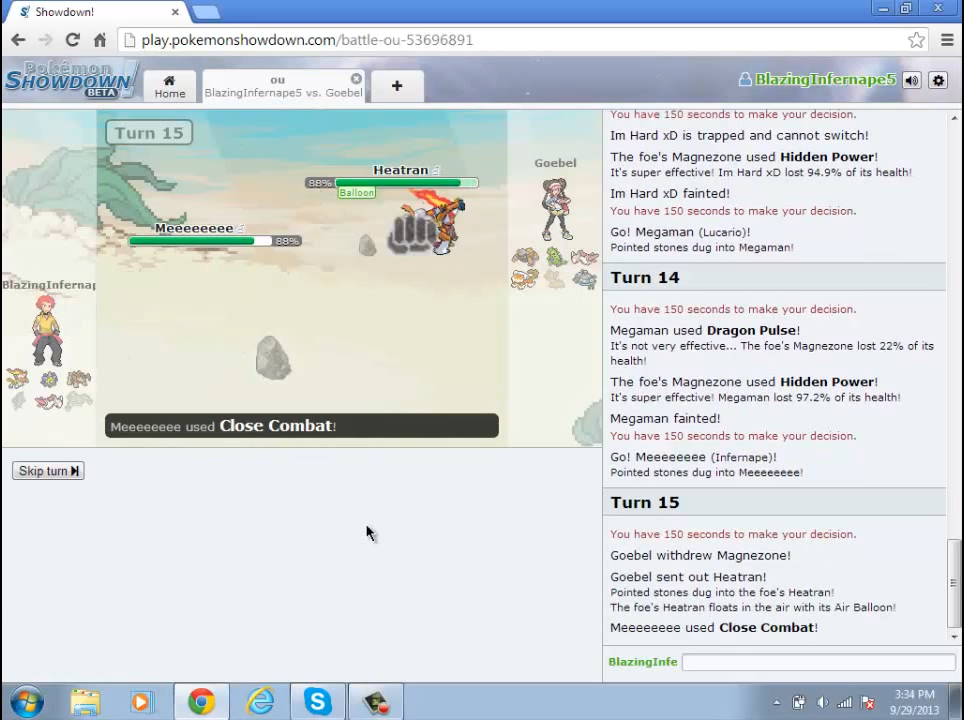 Showdown!
play.pokemonshowdown.com/battle-ou-53696891
Pokémon
SHOWDOWN
BETA
Home
ou
BlazingInfernape5 vs. Goebel
+
BlazingInfernape5
Turn 15
Heatran
88%
Balloon
Meeeeeeee
88%
BlazingInfernap
Goebel
Meeeeeeee used Close Combat!
Skip turn
You have 150 seconds to make your decision.
Im Hard xD is trapped and cannot switch!
The foe's Magnezone used Hidden Power!
It's super effective! Im Hard xD lost 94.9% of its health!
Im Hard xD fainted!
You have 150 seconds to make your decision.
Go! Megaman (Lucario)!
Pointed stones dug into Megaman!
Turn 14
You have 150 seconds to make your decision.
Megaman used Dragon Pulse!
It's not very effective... The foe's Magnezone lost 22% of its
health!
The foe's Magnezone used Hidden Power!
It's super effective! Megaman lost 97.2% of its health!
Megaman fainted!
You have 150 seconds to make your decision.
Go! Meeeeeeee (Infernape)!
Pointed stones dug into Meeeeeeee!
Turn 15
You have 150 seconds to make your decision.
Goebel withdrew Magnezone!
Goebel sent out Heatran!
Pointed stones dug into the foe's Heatran!
The foe's Heatran floats in the air with its Air Balloon!
Meeeeeeee used Close Combat!
BlazingInfe
3:34 PM
9/29/2013